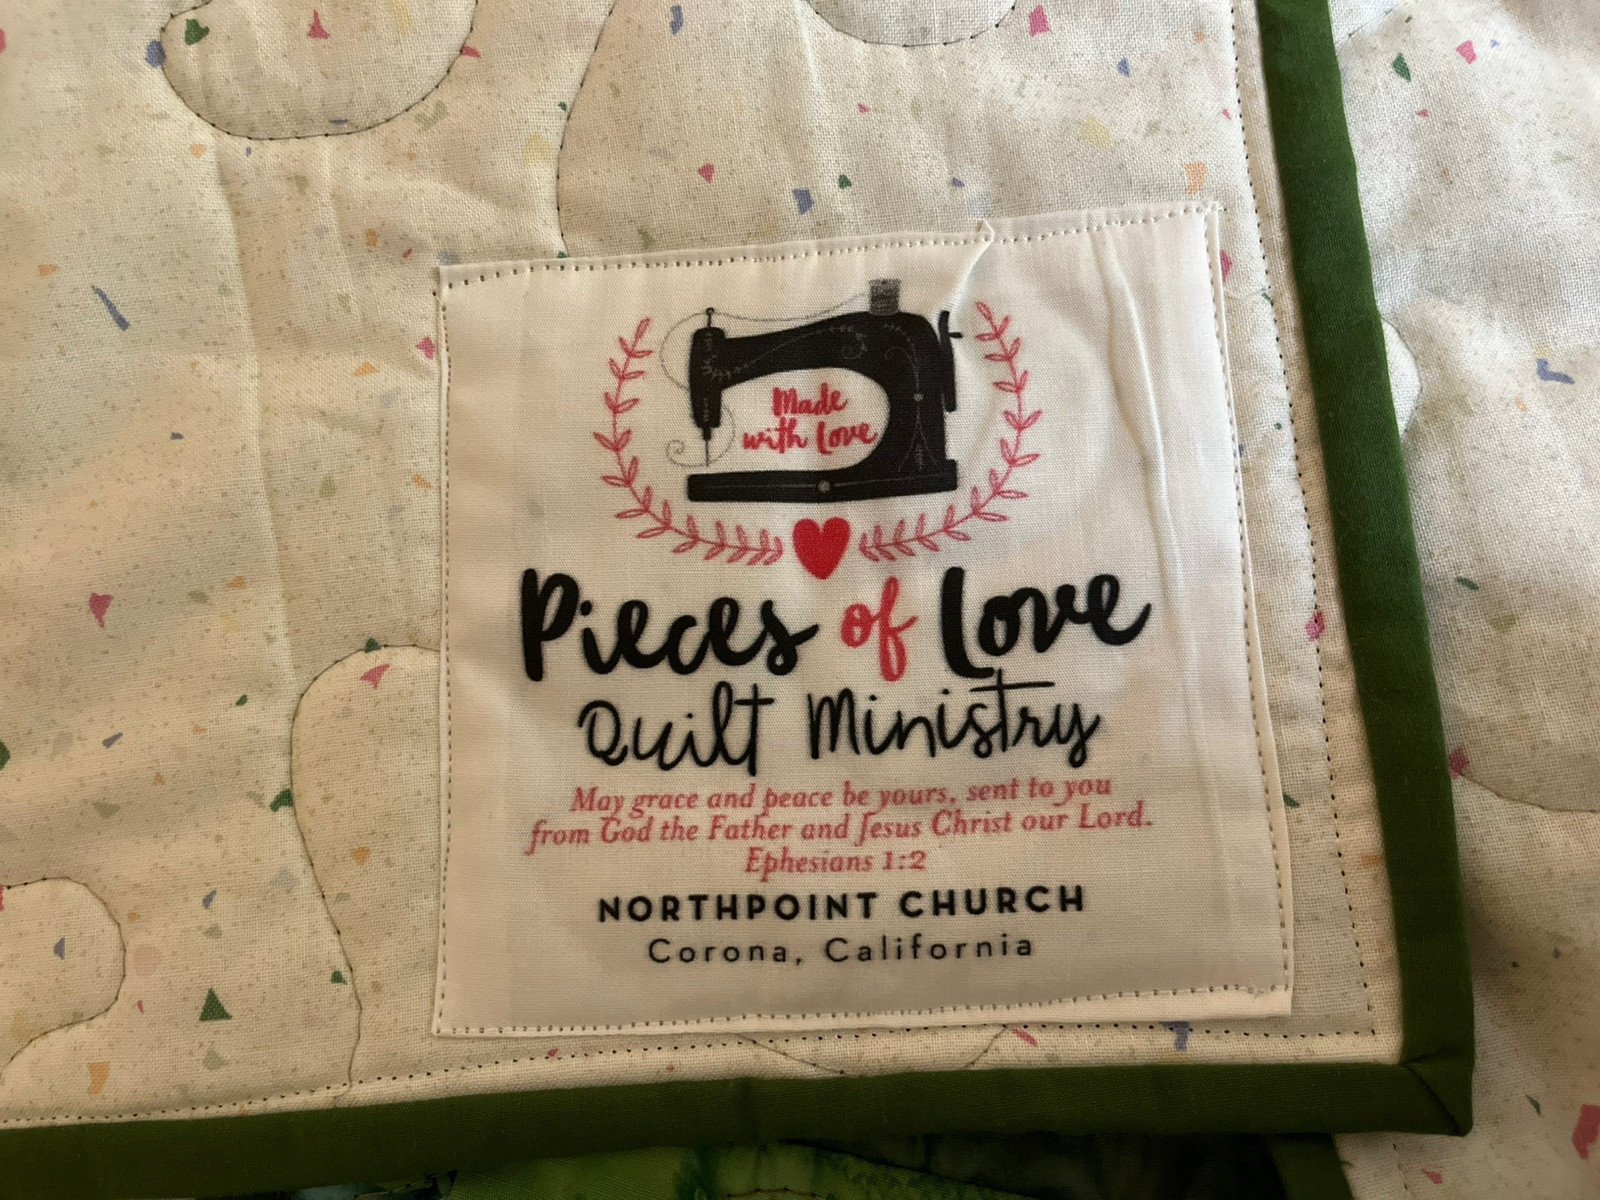 Made
with Love
Pieces of Love
Quilt Ministry
May grace and peace be yours, sent to you
from God the Father and Jesus Christ our Lord.
Ephesians 1:2
NORTHPOINT CHURCH
Corona, California